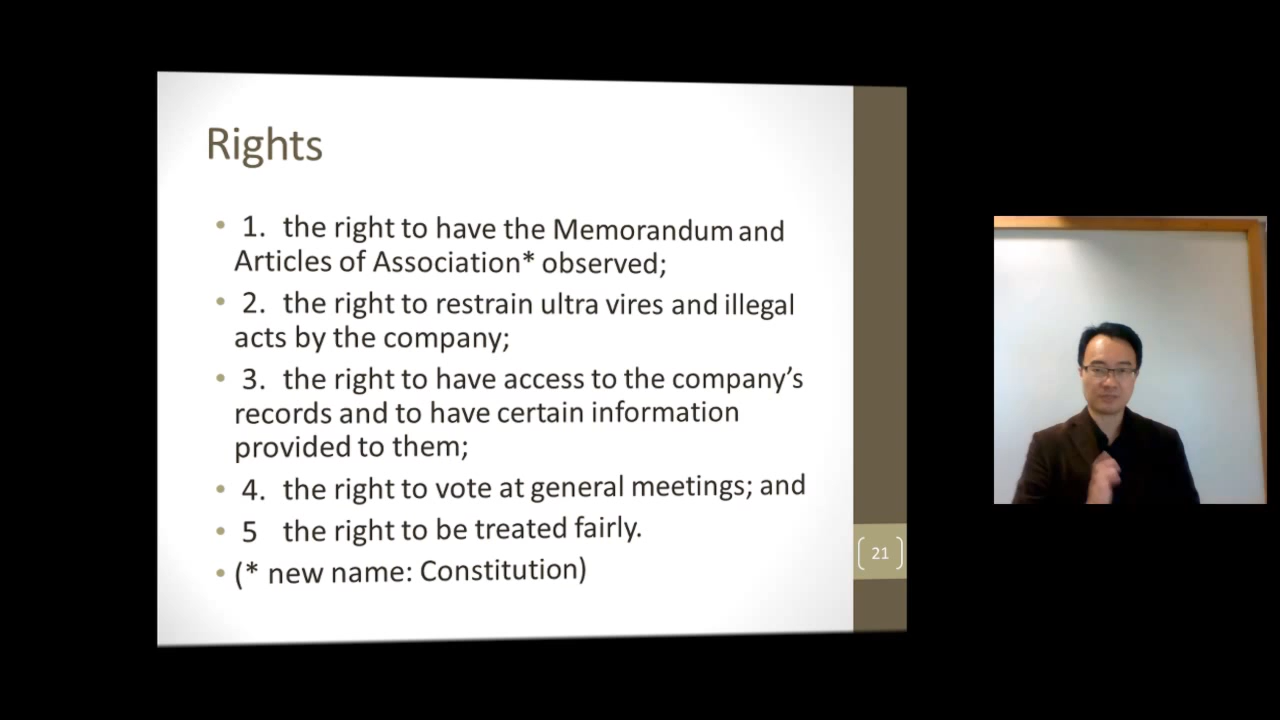 Rights
• 1. the right to have the Memorandum and
Articles of Association* observed;
• 2. the right to restrain ultra vires and illegal
acts by the company;
• 3. the right to have access to the company’s
records and to have certain information
provided to them;
• 4. the right to vote at general meetings; and
• 5 the right to be treated fairly.
• (* new name: Constitution)
21